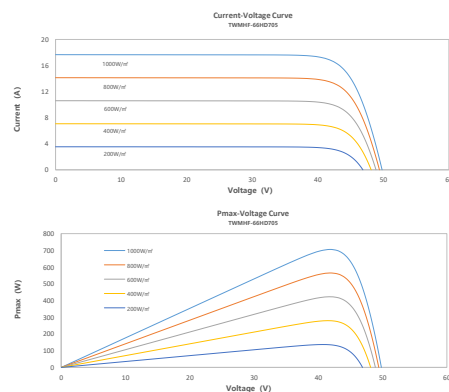 Current-Voltage Curve
TWMHF-66HD705
20
16
12
8
4
0
Current (A)
1000W/㎡
800W/㎡
600W/㎡
400W/㎡
200W/㎡
0 10 20 30 40 50 60
Voltage (V)
Pmax-Voltage Curve
TWMHF-66HD705
800
700
600
500
400
300
200
100
0
Pmax (W)
1000W/㎡
800W/㎡
600W/㎡
400W/㎡
200W/㎡
0 10 20 30 40 50 60
Voltage (V)